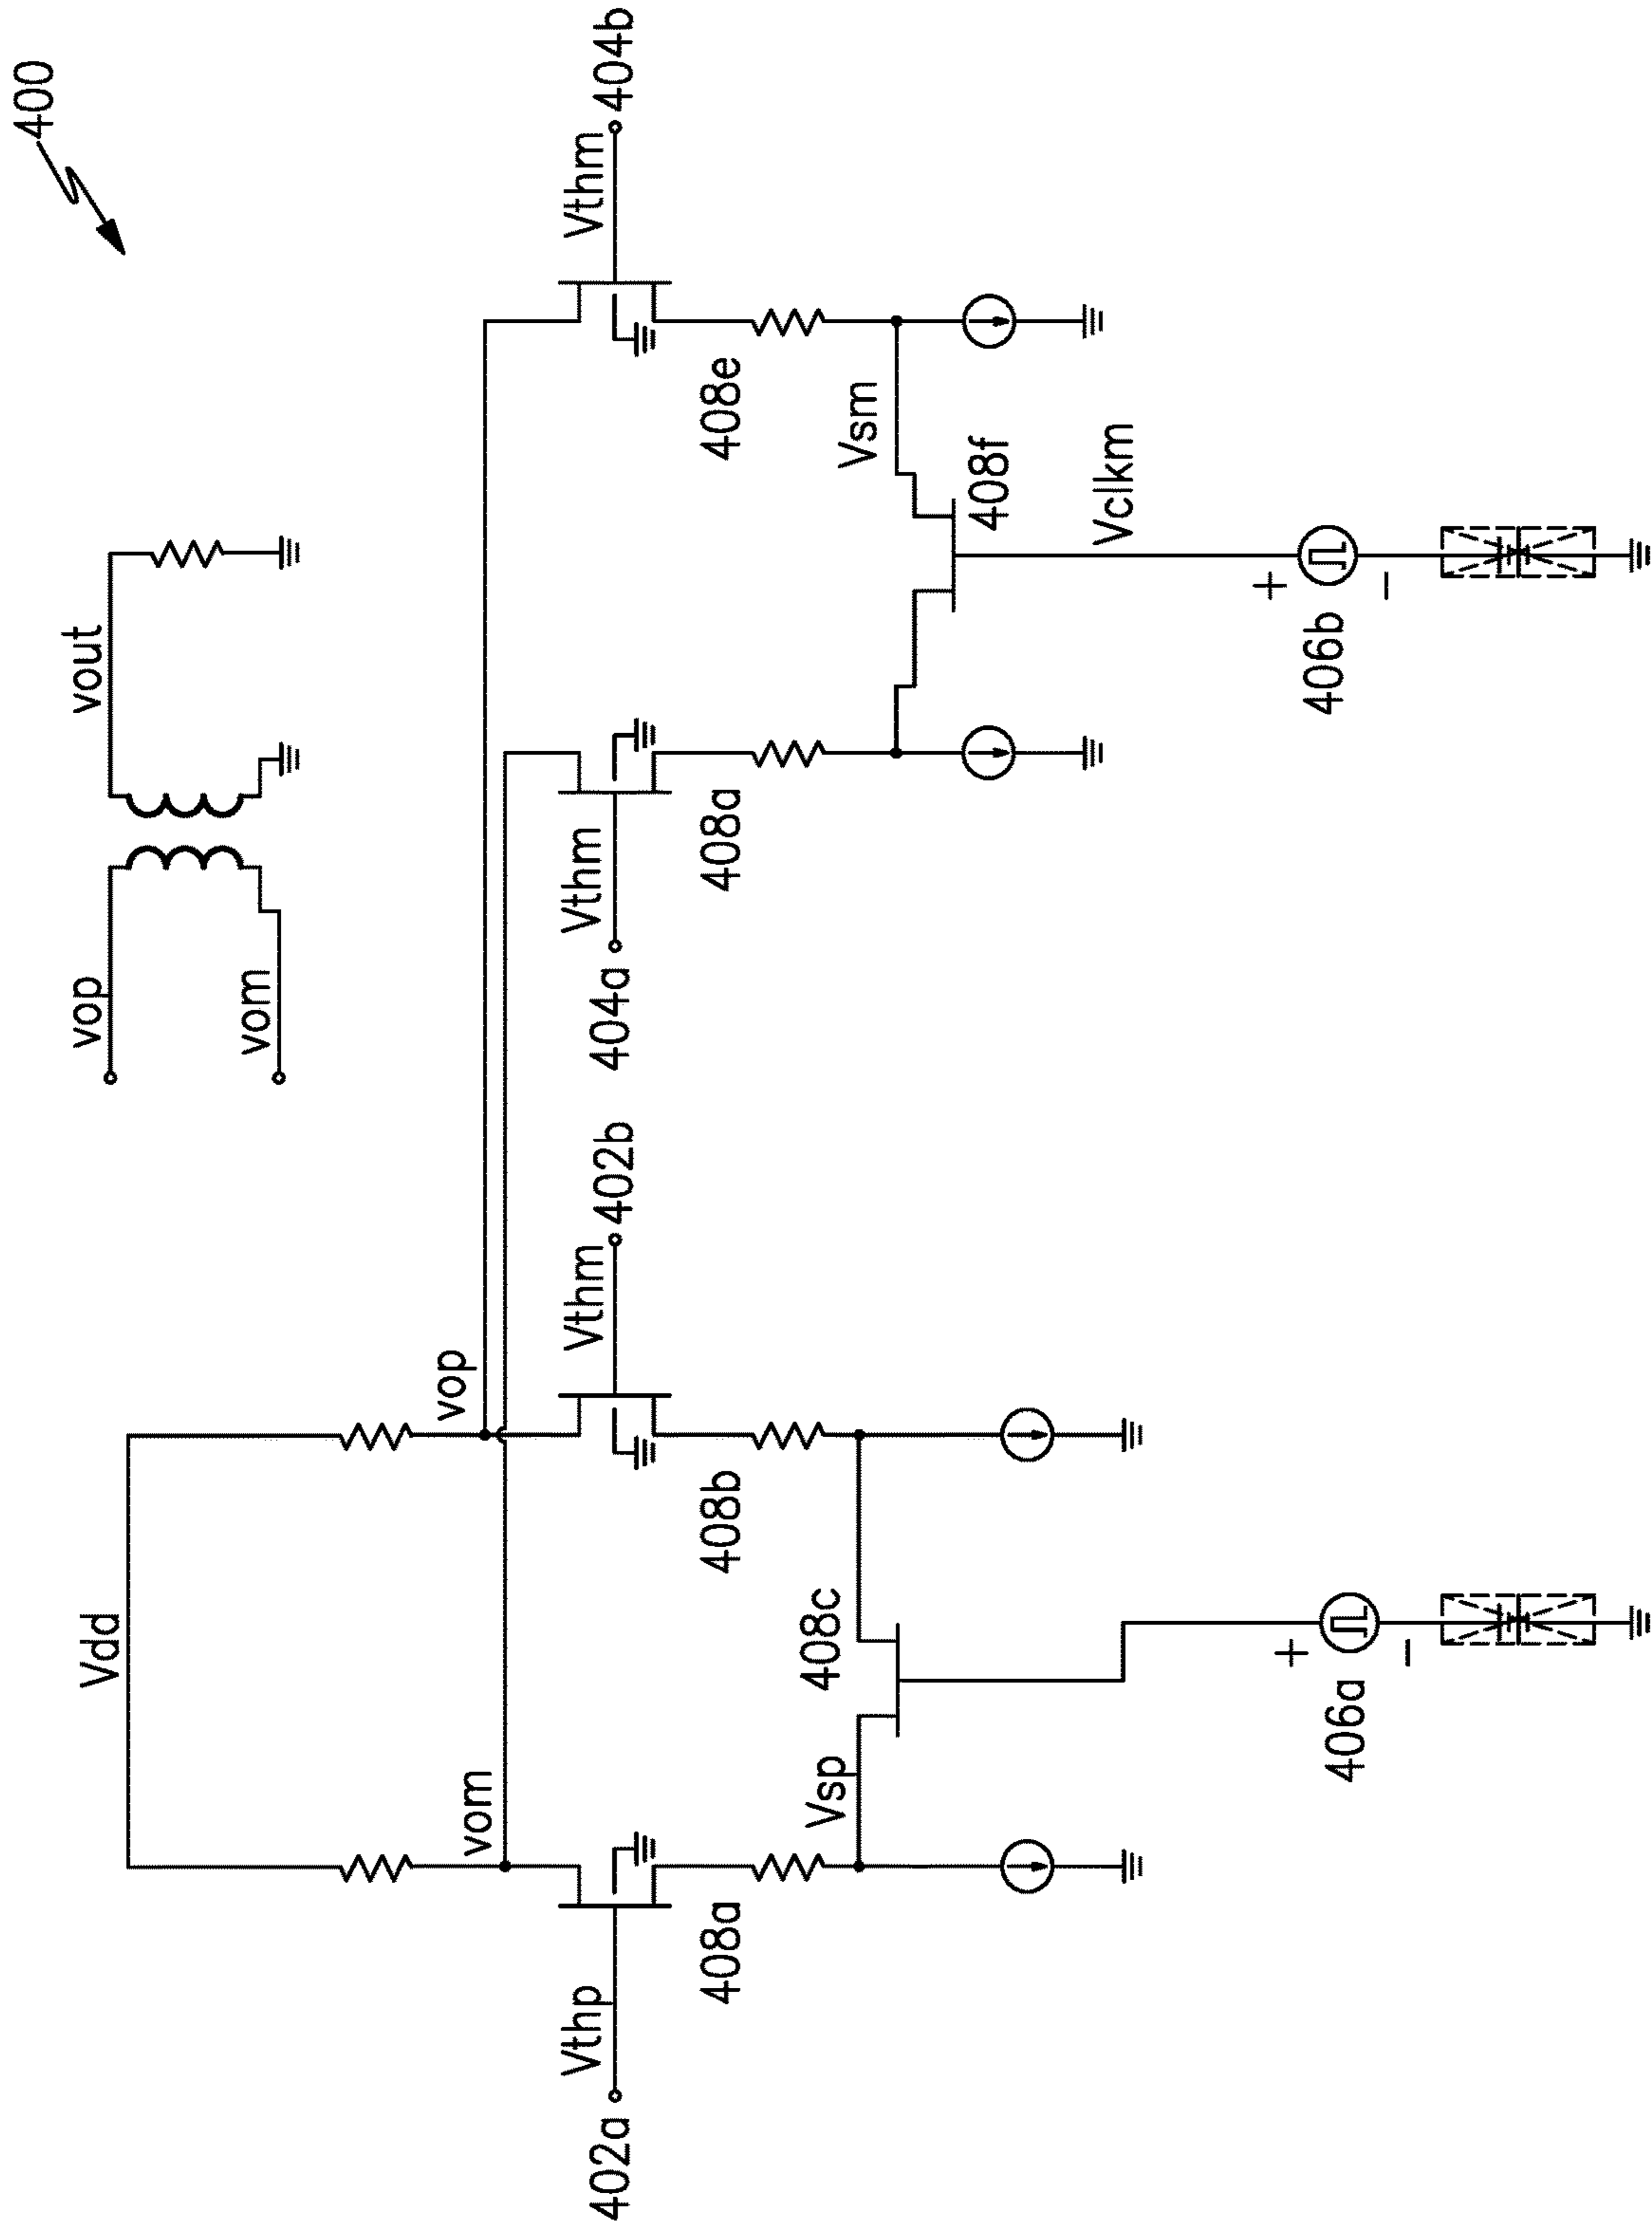 400
vop
vom
vout
Vdd
vom
vop
402a
Vthp
Vthm
402b
404a
Vthm
Vthm
404b
408a
408b
408a
408e
Vsp
408c
Vsm
408f
Vclkm
406a
+
−
406b
+
−